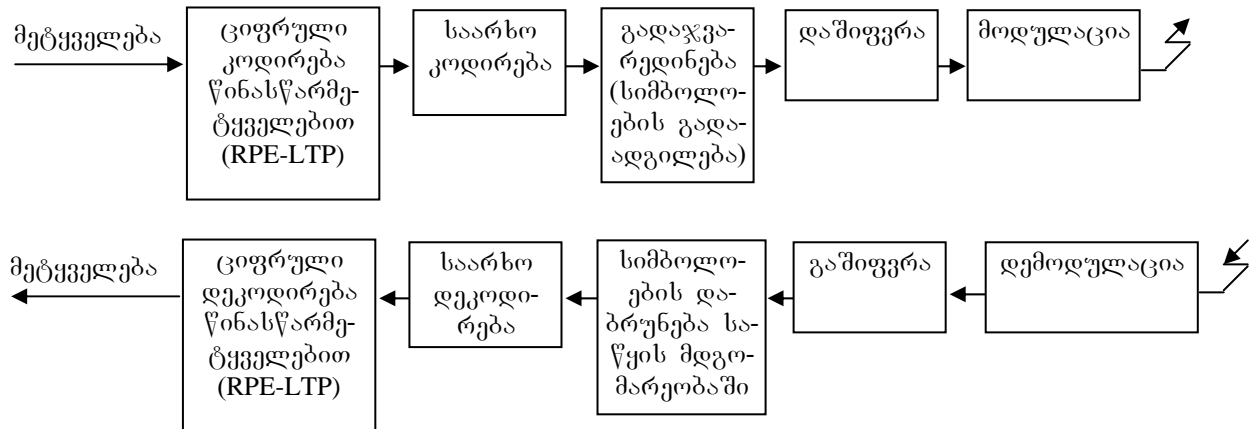 მეტყველება
ციფრული
კოდირება
წინასწარმე-
ტყველებით
(RPE-LTP)
საარხო
კოდირება
გადაჯვა-
რედინება
(სიმბოლო-
ების გადა-
ადგილება)
დაშიფვრა
მოდულაცია
მეტყველება
ციფრული
დეკოდირება
წინასწარმე-
ტყველებით
(RPE-LTP)
საარხო
დეკოდი-
რება
სიმბოლო-
ების და-
ბრუნება სა-
წყის მდგო-
მარეობაში
გაშიფვრა
დემოდულაცია